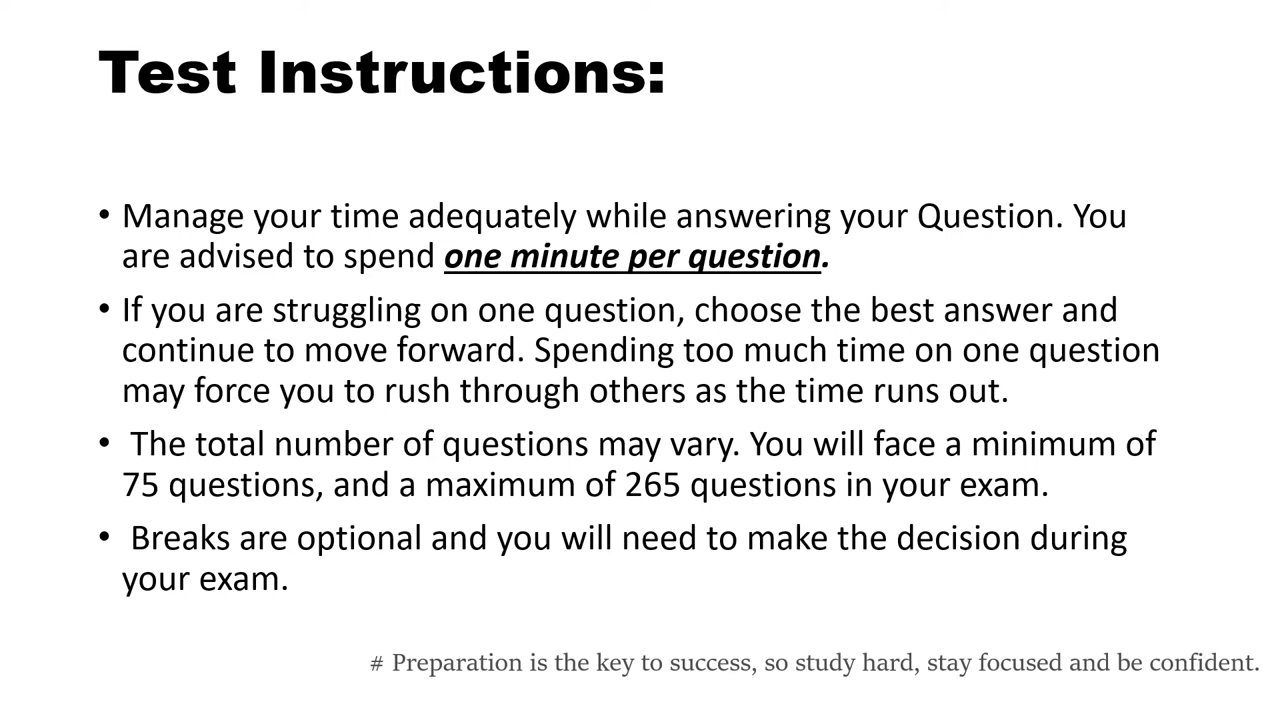 Test Instructions:
• Manage your time adequately while answering your Question. You
are advised to spend one minute per question.
• If you are struggling on one question, choose the best answer and
continue to move forward. Spending too much time on one question
may force you to rush through others as the time runs out.
• The total number of questions may vary. You will face a minimum of
75 questions, and a maximum of 265 questions in your exam.
• Breaks are optional and you will need to make the decision during
your exam.
# Preparation is the key to success, so study hard, stay focused and be confident.